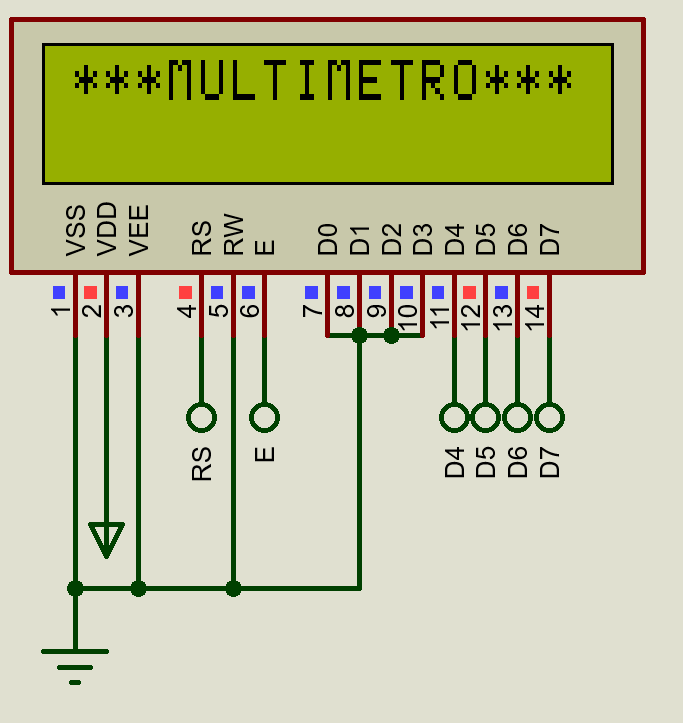 ***MULTIMETRO***
VSS VDD VEE RS RW E D0 D1 D2 D3 D4 D5 D6 D7
1 2 3 4 5 6 7 8 9 10 11 12 13 14
RS E D4 D5 D6 D7